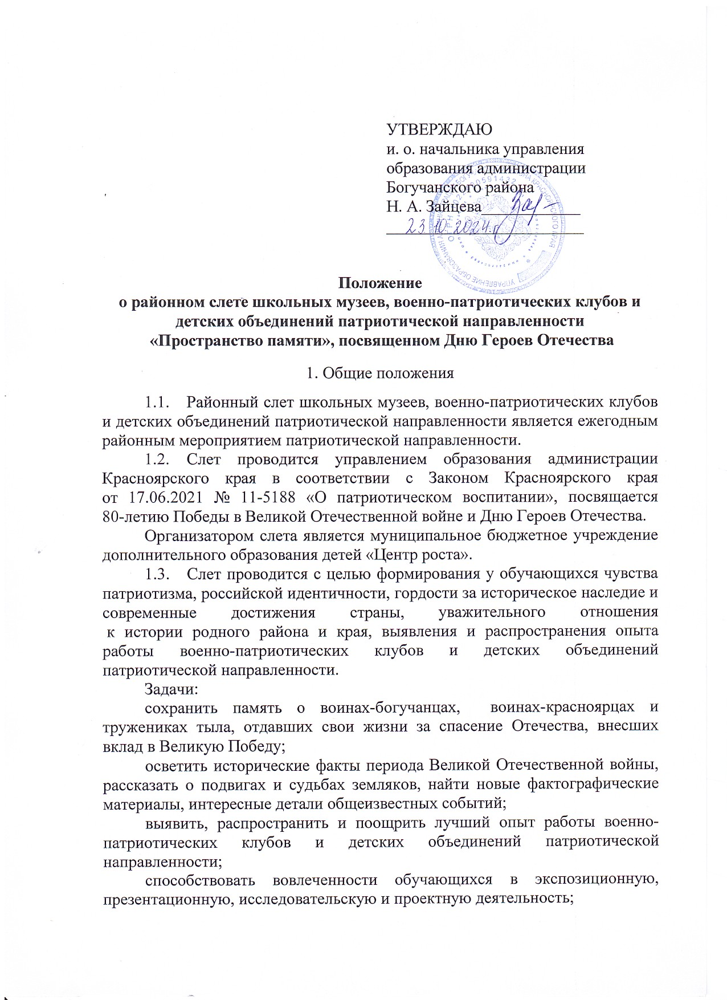 УТВЕРЖДАЮ
и. о. начальника управления
образования администрации
Богучанского района
Н. А. Зайцева
23.10.2024 г.
Положение
о районном слете школьных музеев, военно-патриотических клубов и
детских объединений патриотической направленности
«Пространство памяти», посвященном Дню Героев Отечества
1. Общие положения
1.1. Районный слет школьных музеев, военно-патриотических клубов
и детских объединений патриотической направленности является ежегодным
районным мероприятием патриотической направленности.
1.2. Слет проводится управлением образования администрации
Красноярского края в соответствии с Законом Красноярского края
от 17.06.2021 № 11-5188 «О патриотическом воспитании», посвящается
80-летию Победы в Великой Отечественной войне и Дню Героев Отечества.
Организатором слета является муниципальное бюджетное учреждение
дополнительного образования детей «Центр роста».
1.3. Слет проводится с целью формирования у обучающихся чувства
патриотизма, российской идентичности, гордости за историческое наследие и
современные достижения страны, уважительного отношения
к истории родного района и края, выявления и распространения опыта
работы военно-патриотических клубов и детских объединений
патриотической направленности.
Задачи:
сохранить память о воинах-богучанцах, воинах-красноярцах и
тружениках тыла, отдавших свои жизни за спасение Отечества, внесших
вклад в Великую Победу;
осветить исторические факты периода Великой Отечественной войны,
рассказать о подвигах и судьбах земляков, найти новые фактографические
материалы, интересные детали общеизвестных событий;
выявить, распространить и поощрить лучший опыт работы военно-
патриотических клубов и детских объединений патриотической
направленности;
способствовать вовлеченности обучающихся в экспозиционную,
презентационную, исследовательскую и проектную деятельность;